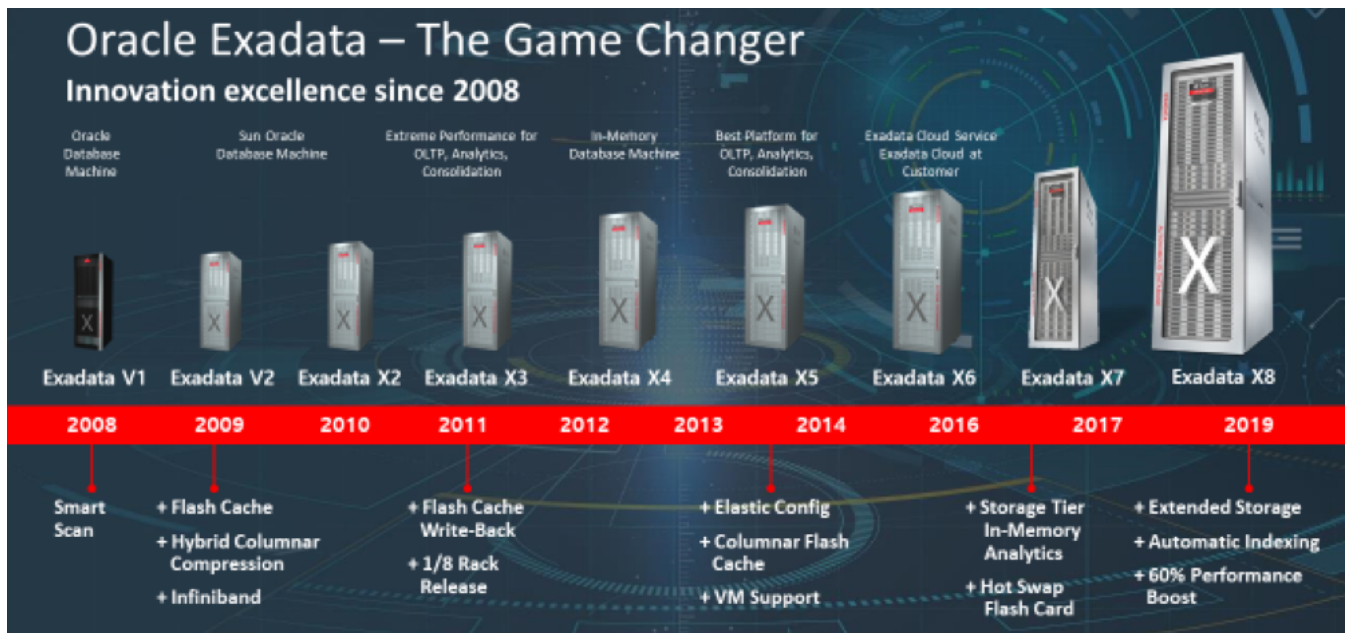 Oracle Exadata – The Game Changer
Innovation excellence since 2008
Oracle
Database
Machine
Sun Oracle
Database Machine
Extreme Performance for
OLTP, Analytics,
Consolidation
In-Memory
Database Machine
Best Platform for
OLTP, Analytics,
Consolidation
Exadata Cloud Service
Exadata Cloud at
Customer
X
X
X
X
X
X
X
X
X
Exadata V1
Exadata V2
Exadata X2
Exadata X3
Exadata X4
Exadata X5
Exadata X6
Exadata X7
Exadata X8
2008
2009
2010
2011
2012
2013
2014
2016
2017
2019
Smart
Scan
+ Flash Cache
+ Hybrid Columnar
Compression
+ Infiniband
+ Flash Cache
Write-Back
+ 1/8 Rack
Release
+ Elastic Config
+ Columnar Flash
Cache
+ VM Support
+ Storage Tier
In-Memory
Analytics
+ Hot Swap
Flash Card
+ Extended Storage
+ Automatic Indexing
+ 60% Performance
Boost